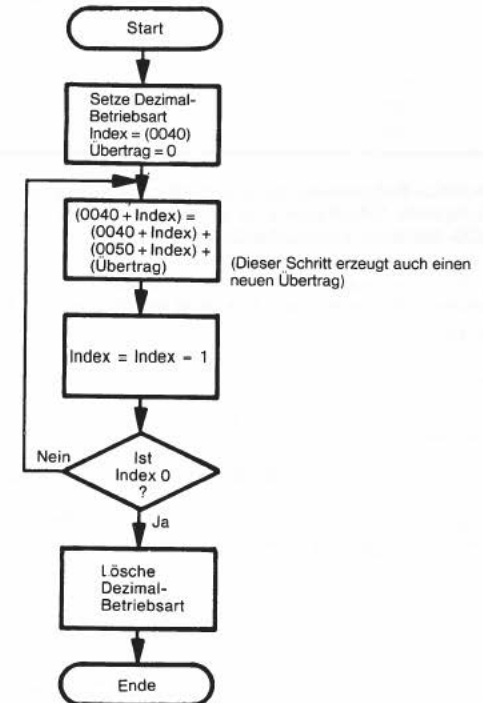 Start
Setze Dezimal-
Betriebsart
Index = (0040)
Übertrag = 0
(0040 + Index) =
(0040 + Index) +
(0050 + Index) +
(Übertrag)
(Dieser Schritt erzeugt auch einen
neuen Übertrag)
Index = Index − 1
Nein
Ist
Index 0
?
Ja
Lösche
Dezimal-
Betriebsart
Ende